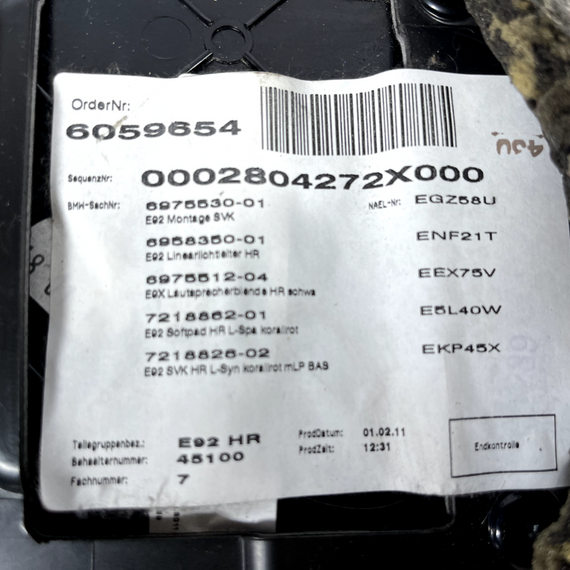 OrderNr:
6059654
SequenzNr: 0002804272X000
BMW-SachNr: 6975530-01 NAEL-Nr: EGZ58U
E92 Montage SVK
6958350-01 ENF21T
E92 Linearlichtleiter HR
6975512-04 EEX75V
E9X Lautsprecherblende HR schwa
7218862-01 E5L40W
E92 Softpad HR L-Spa korallrot
7218826-02 EKP45X
E92 SVK HR L-Syn korallrot mLP BAS
Teilegruppenbez.: E92 HR ProdDatum: 01.02.11
Behaelternummer: 45100 ProdZeit: 12:31
Fachnummer: 7
Endkontrolle